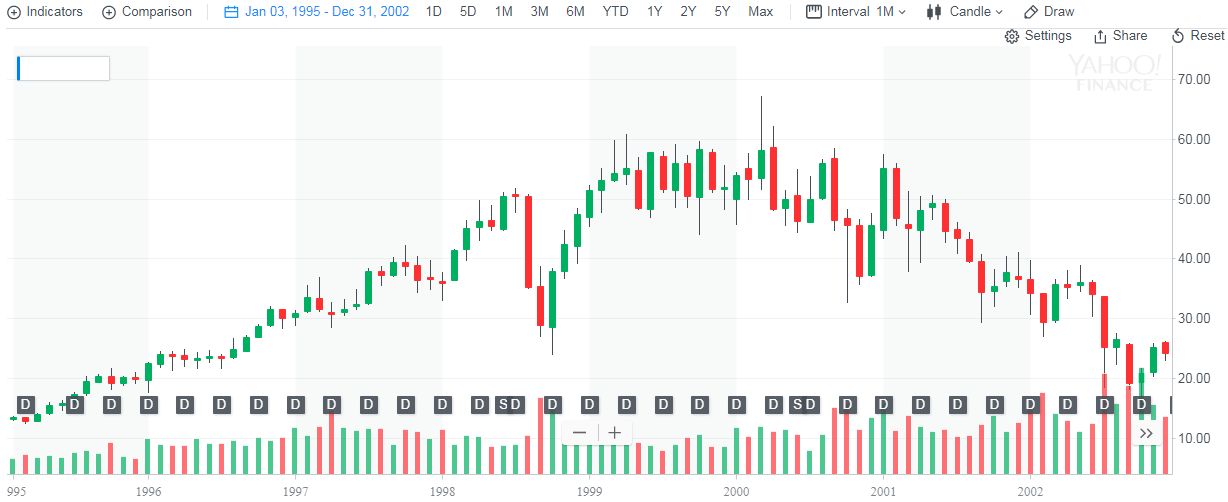 Indicators Comparison Jan 03, 1995 - Dec 31, 2002 1D 5D 1M 3M 6M YTD 1Y 2Y 5Y Max Interval 1M Candle Draw
Settings Share Reset
YAHOO!
FINANCE
70.00
60.00
50.00
40.00
30.00
20.00
D D D D D D D D D D D D D S D D D D D D D D S D D D D D D D D D D
10.00
995 1996 1997 1998 1999 2000 2001 2002